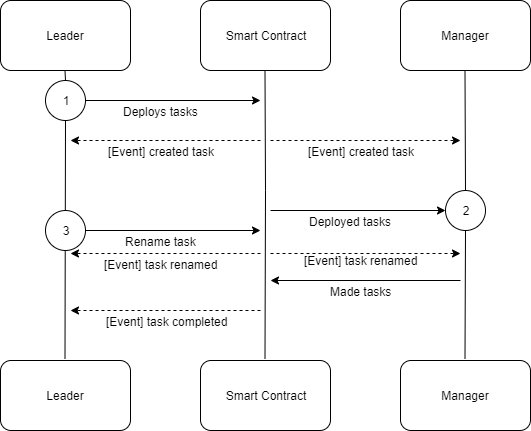 Leader
Smart Contract
Manager
1
Deploys tasks
[Event] created task
[Event] created task
2
Deployed tasks
3
Rename task
[Event] task renamed
[Event] task renamed
Made tasks
[Event] task completed
Leader
Smart Contract
Manager